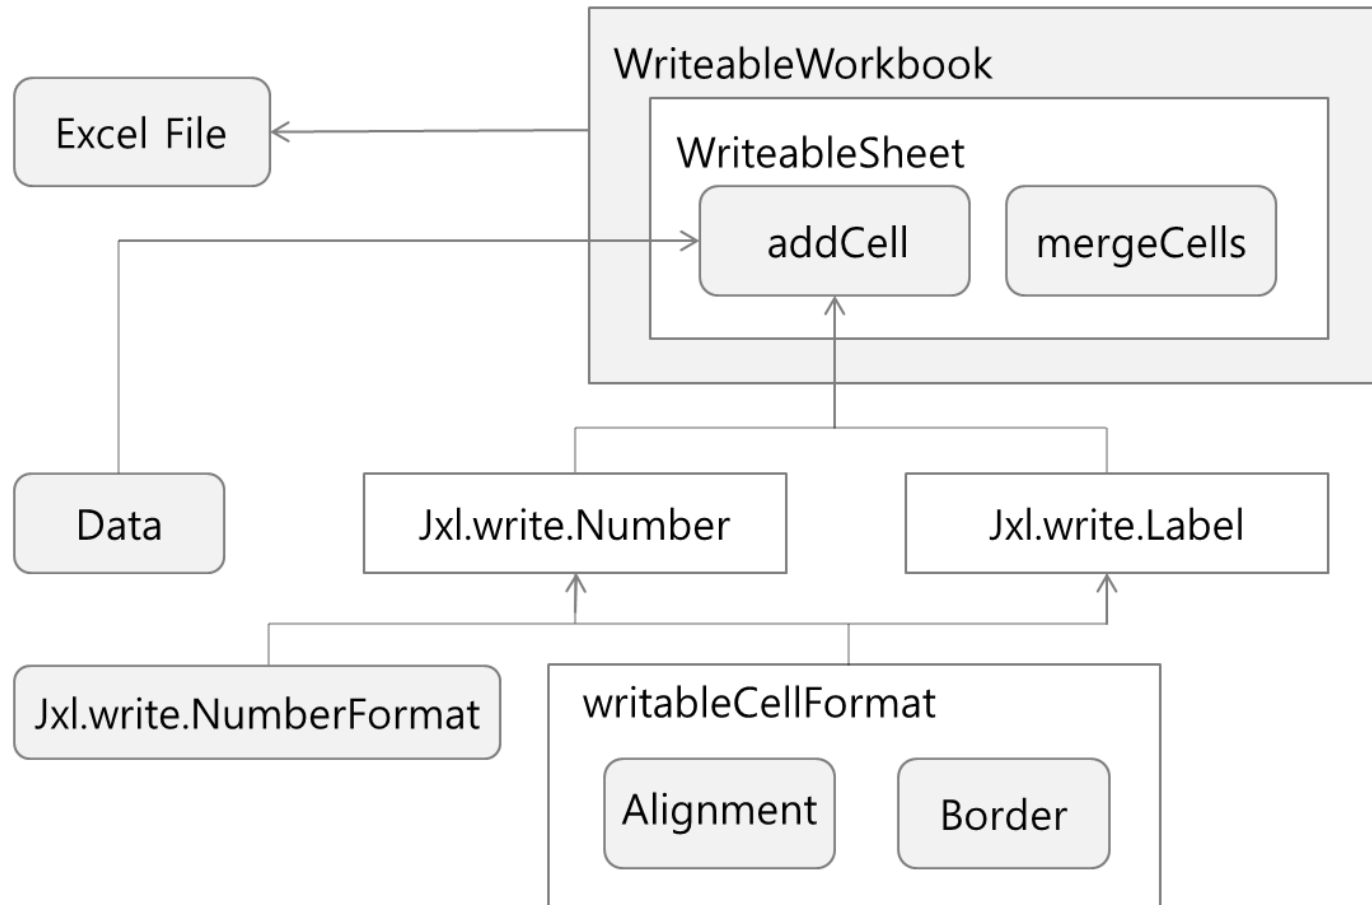 WriteableWorkbook
Excel File
WriteableSheet
addCell
mergeCells
Data
Jxl.write.Number
Jxl.write.Label
Jxl.write.NumberFormat
writableCellFormat
Alignment
Border